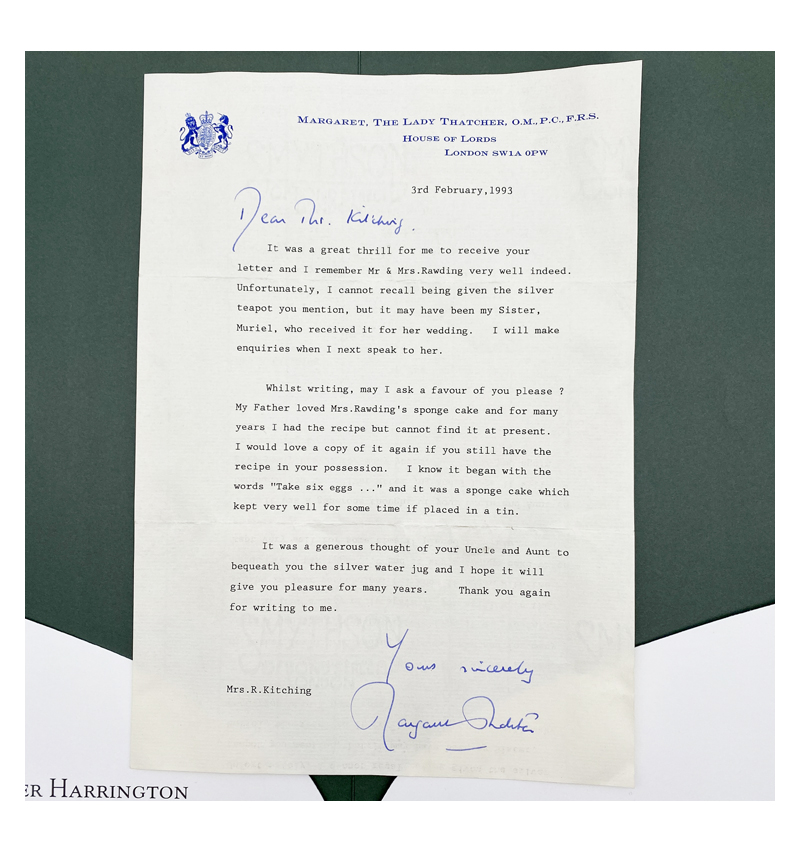 MARGARET, THE LADY THATCHER, O.M., P.C., F.R.S.
HOUSE OF LORDS
LONDON SW1A 0PW
3rd February,1993
Dear Mrs. Kitching.
It was a great thrill for me to receive your
letter and I remember Mr & Mrs.Rawding very well indeed.
Unfortunately, I cannot recall being given the silver
teapot you mention, but it may have been my Sister,
Muriel, who received it for her wedding. I will make
enquiries when I next speak to her.
Whilst writing, may I ask a favour of you please ?
My Father loved Mrs.Rawding's sponge cake and for many
years I had the recipe but cannot find it at present.
I would love a copy of it again if you still have the
recipe in your possession. I know it began with the
words "Take six eggs ..." and it was a sponge cake which
kept very well for some time if placed in a tin.
It was a generous thought of your Uncle and Aunt to
bequeath you the silver water jug and I hope it will
give you pleasure for many years. Thank you again
for writing to me.
Yours sincerely
Mrs.R.Kitching
Margaret Thatcher
ER HARRINGTON